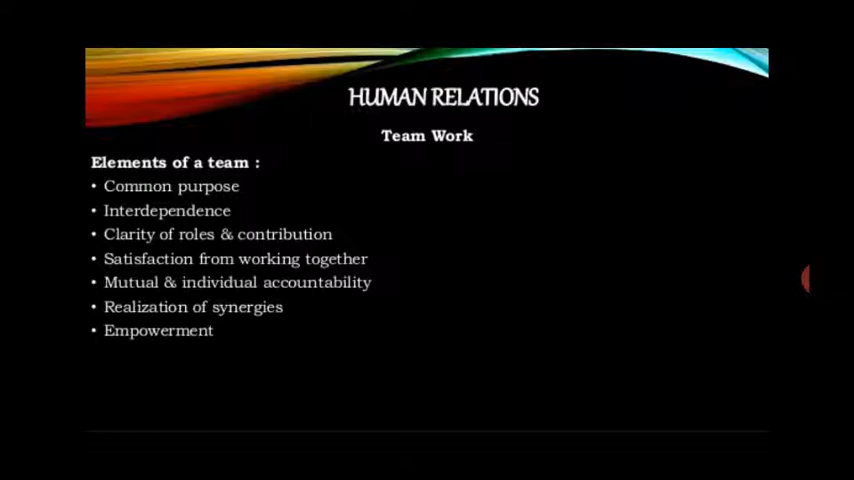 HUMAN RELATIONS
Team Work
Elements of a team :
• Common purpose
• Interdependence
• Clarity of roles & contribution
• Satisfaction from working together
• Mutual & individual accountability
• Realization of synergies
• Empowerment